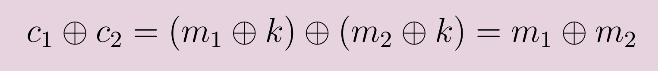 c₁ ⊕ c₂ = (m₁ ⊕ k) ⊕ (m₂ ⊕ k) = m₁ ⊕ m₂